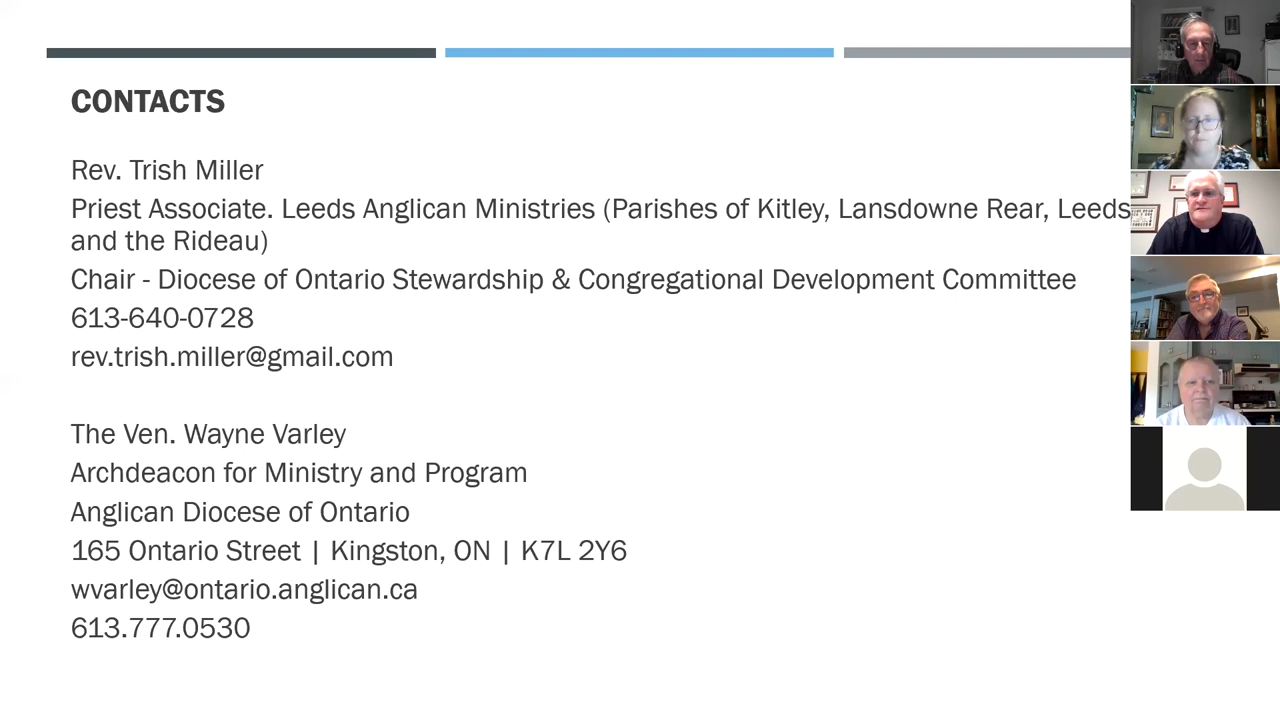 CONTACTS
Rev. Trish Miller
Priest Associate. Leeds Anglican Ministries (Parishes of Kitley, Lansdowne Rear, Leeds
and the Rideau)
Chair - Diocese of Ontario Stewardship & Congregational Development Committee
613-640-0728
rev.trish.miller@gmail.com
The Ven. Wayne Varley
Archdeacon for Ministry and Program
Anglican Diocese of Ontario
165 Ontario Street | Kingston, ON | K7L 2Y6
wvarley@ontario.anglican.ca
613.777.0530